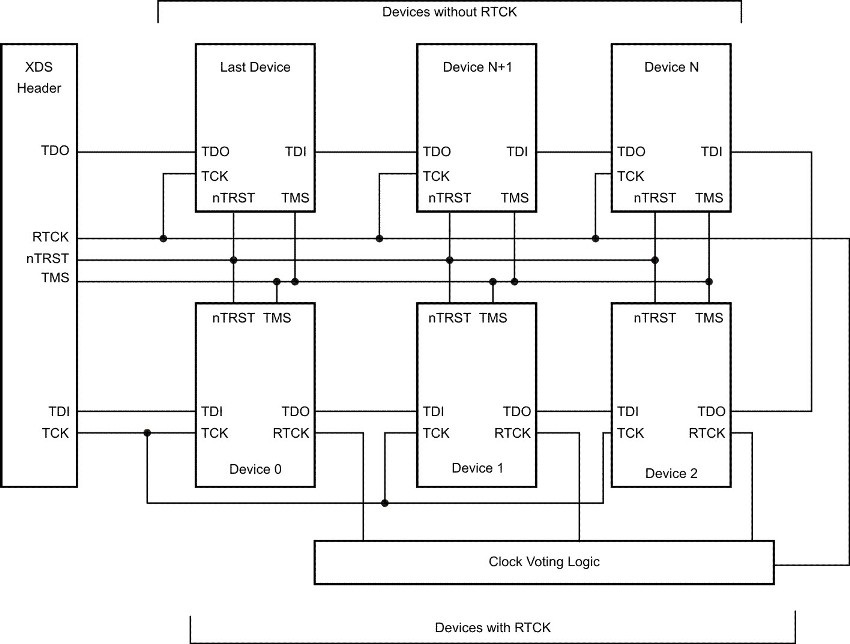 Devices without RTCK
XDS
Header
Last Device
Device N+1
Device N
TDO
TDO
TDI
TDO
TDI
TDO
TDI
TCK
TCK
TCK
nTRST
TMS
nTRST
TMS
nTRST
TMS
RTCK
nTRST
TMS
nTRST
TMS
nTRST
TMS
nTRST
TMS
TDI
TDI
TDO
TDI
TDO
TDI
TDO
TCK
TCK
RTCK
TCK
RTCK
TCK
RTCK
Device 0
Device 1
Device 2
Clock Voting Logic
Devices with RTCK